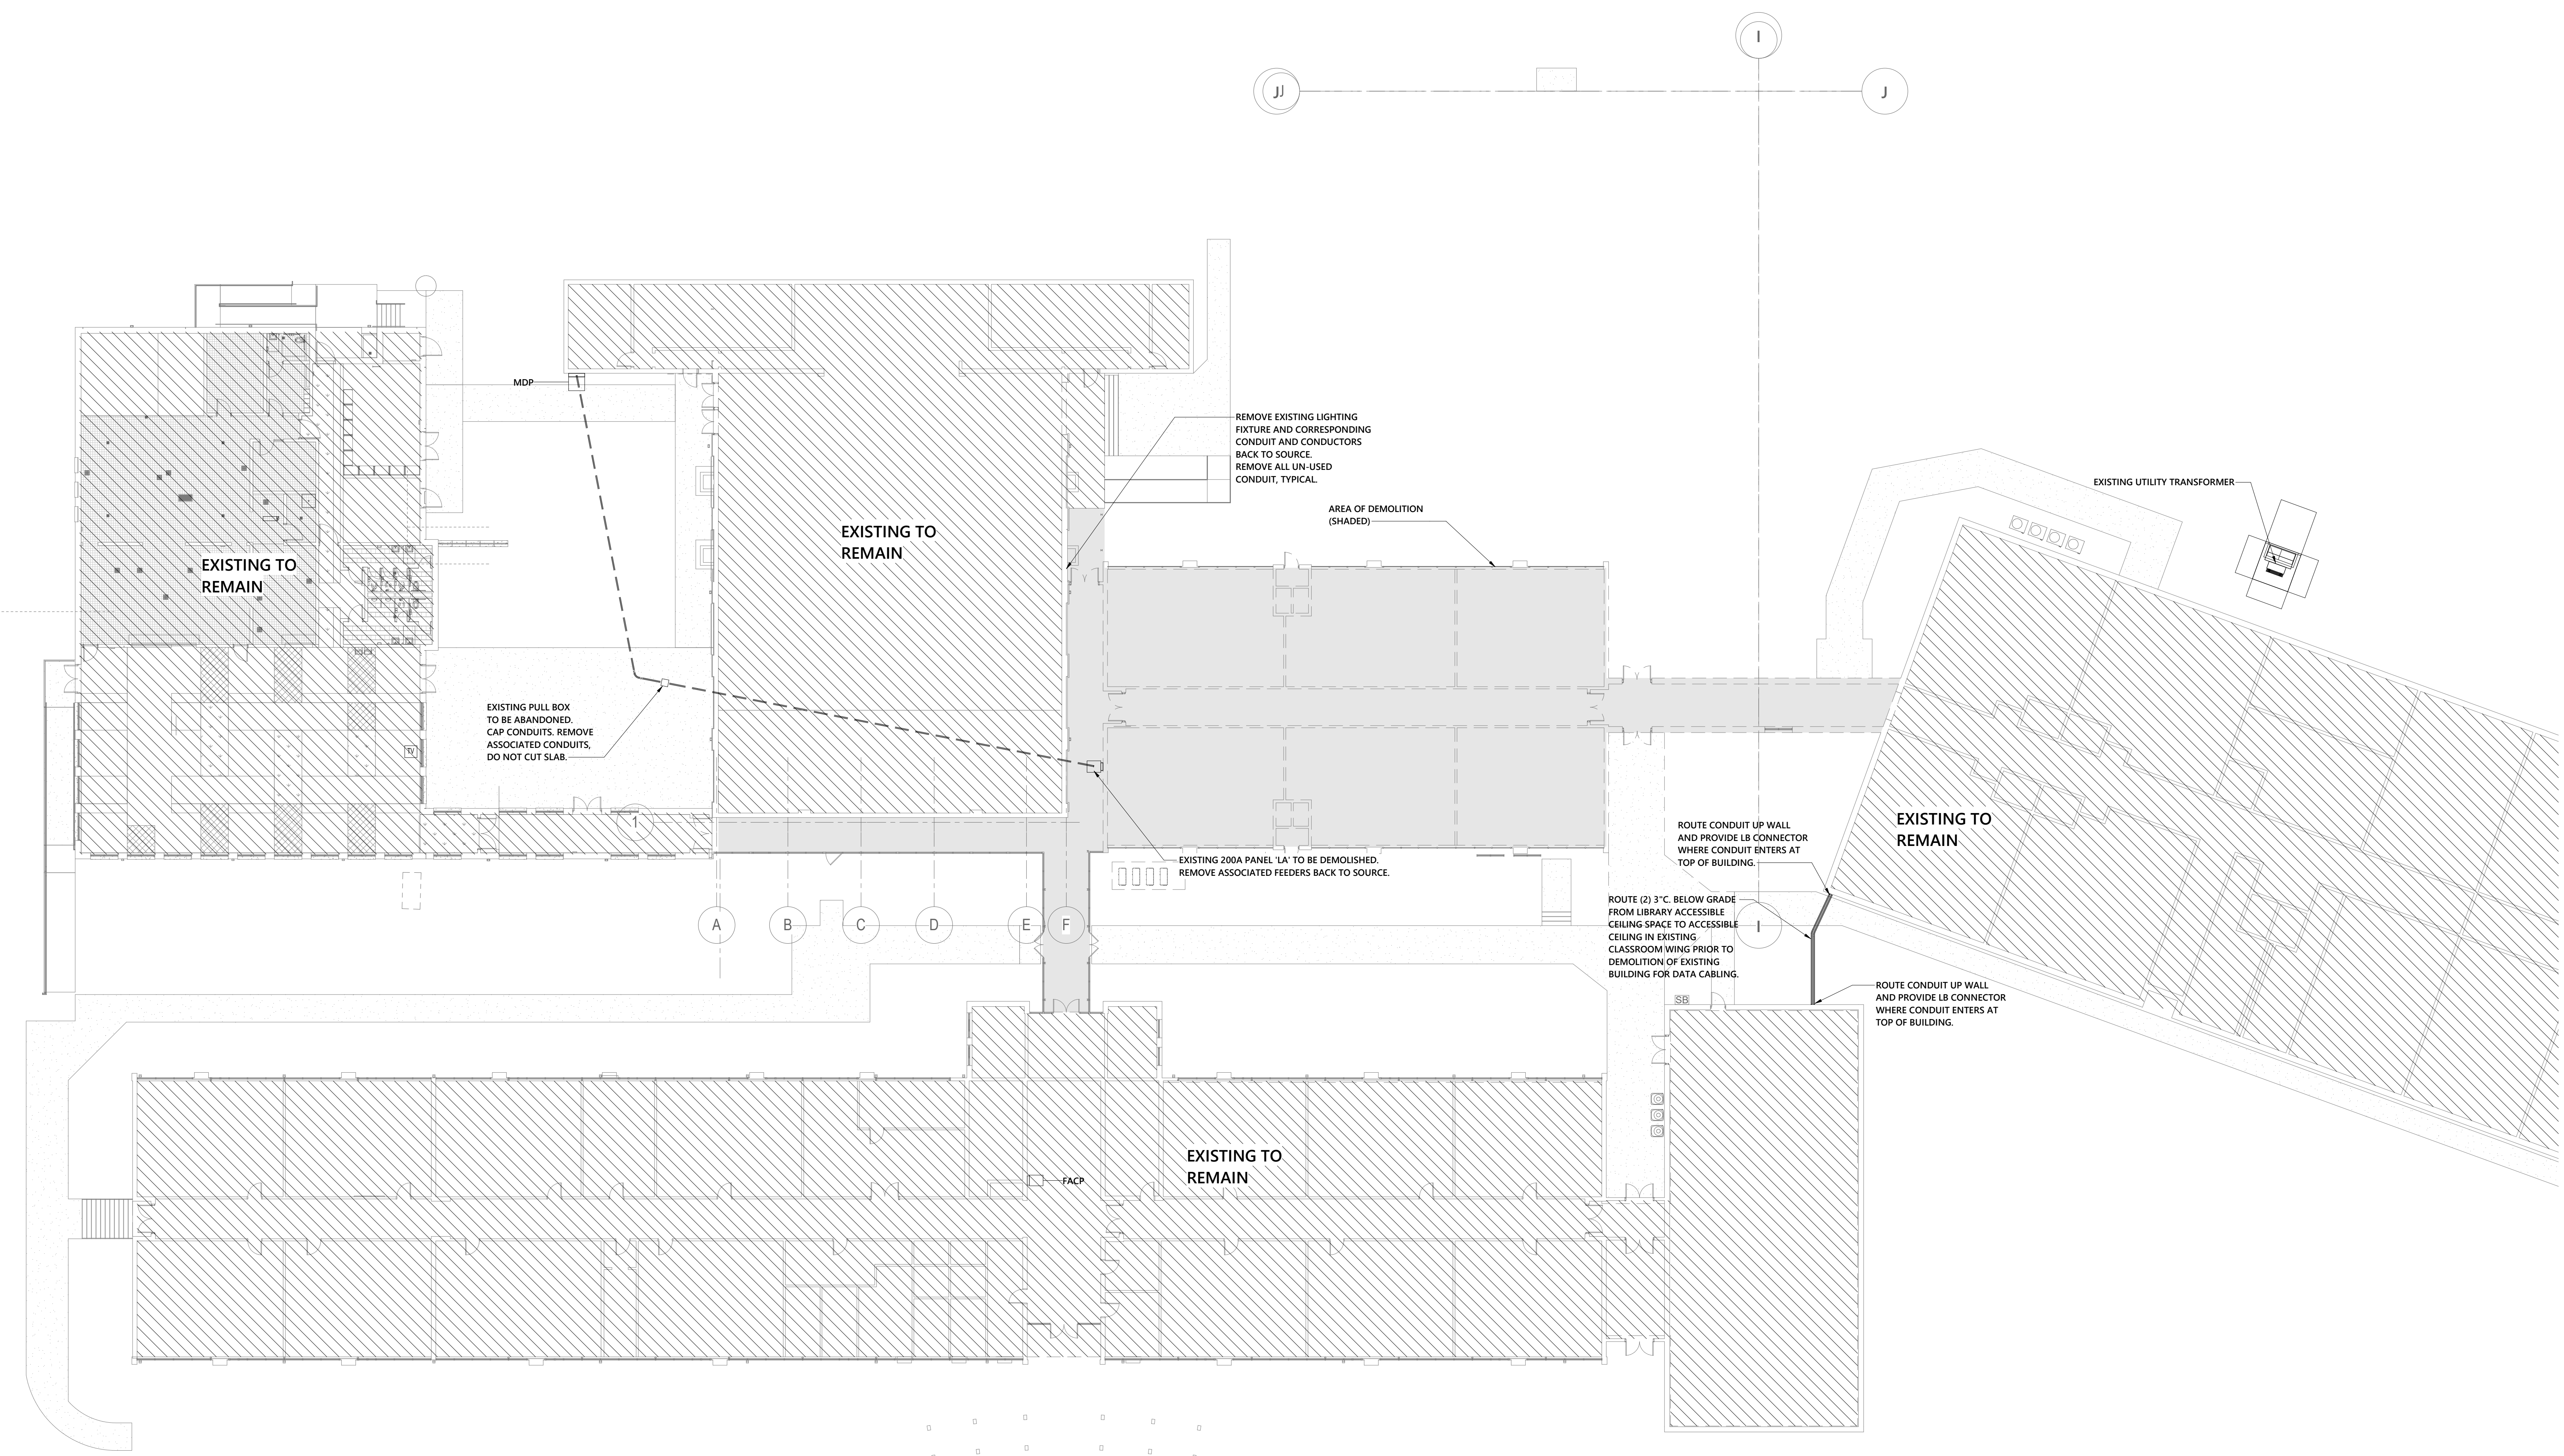 I
J
J
J
MDP
REMOVE EXISTING LIGHTING
FIXTURE AND CORRESPONDING
CONDUIT AND CONDUCTORS
BACK TO SOURCE.
REMOVE ALL UN-USED
CONDUIT, TYPICAL.
EXISTING UTILITY TRANSFORMER
AREA OF DEMOLITION
(SHADED)
EXISTING TO
REMAIN
EXISTING TO
REMAIN
EXISTING PULL BOX
TO BE ABANDONED.
CAP CONDUITS. REMOVE
ASSOCIATED CONDUITS,
DO NOT CUT SLAB.
TV
1
EXISTING TO
REMAIN
ROUTE CONDUIT UP WALL
AND PROVIDE LB CONNECTOR
WHERE CONDUIT ENTERS AT
TOP OF BUILDING.
EXISTING 200A PANEL 'LA' TO BE DEMOLISHED.
REMOVE ASSOCIATED FEEDERS BACK TO SOURCE.
A
B
C
D
E
F
I
ROUTE (2) 3"C. BELOW GRADE
FROM LIBRARY ACCESSIBLE
CEILING SPACE TO ACCESSIBLE
CEILING IN EXISTING
CLASSROOM WING PRIOR TO
DEMOLITION OF EXISTING
BUILDING FOR DATA CABLING.
SB
ROUTE CONDUIT UP WALL
AND PROVIDE LB CONNECTOR
WHERE CONDUIT ENTERS AT
TOP OF BUILDING.
EXISTING TO
REMAIN
FACP